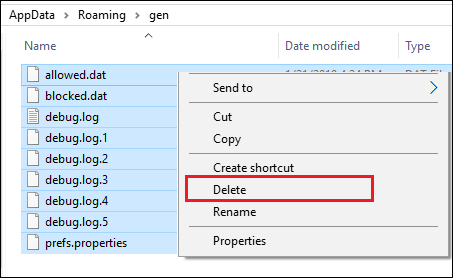 AppData > Roaming > gen
Name Date modified Type
allowed.dat
blocked.dat
debug.log
debug.log.1
debug.log.2
debug.log.3
debug.log.4
debug.log.5
prefs.properties
Send to
Cut
Copy
Create shortcut
Delete
Rename
Properties